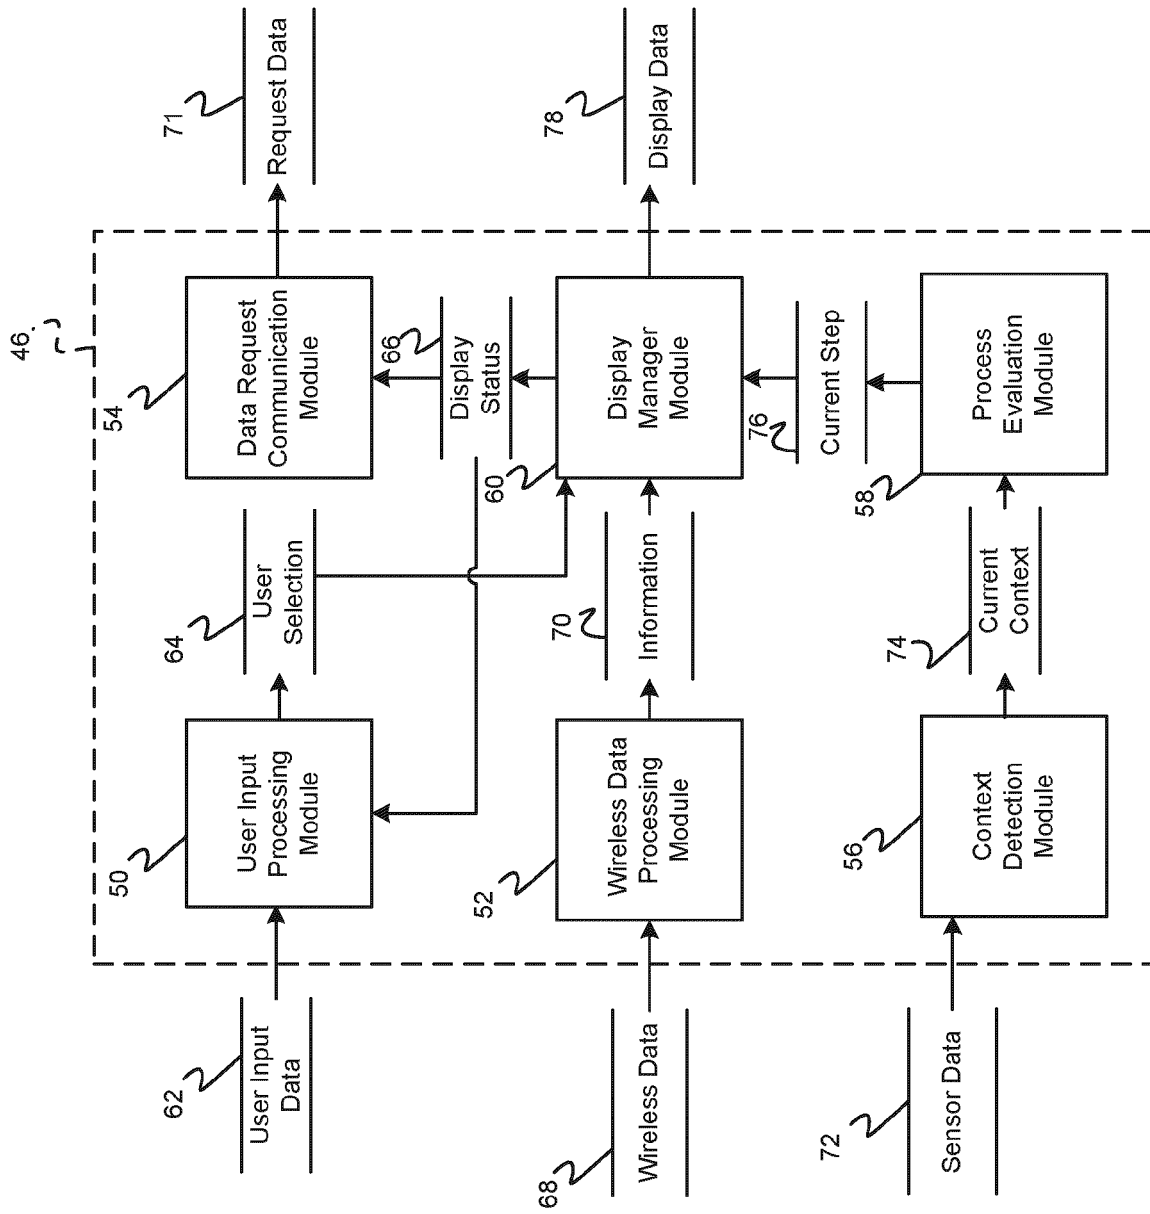 46
62
User Input
Data
50
User Input
Processing
Module
64
User
Selection
54
Data Request
Communication
Module
71
Request Data
66
Display
Status
68
Wireless Data
52
Wireless Data
Processing
Module
70
Information
60
Display
Manager
Module
78
Display Data
76
Current Step
72
Sensor Data
56
Context
Detection
Module
74
Current
Context
58
Process
Evaluation
Module